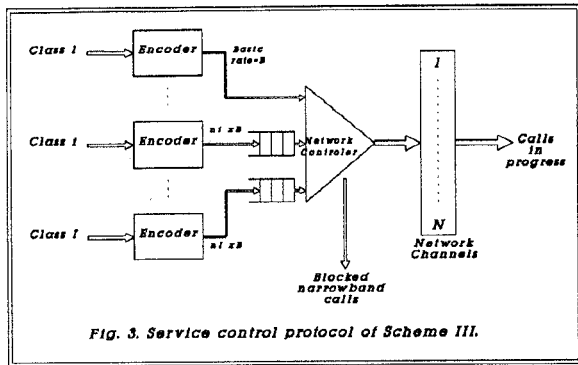 Class 1
Encoder
Basic
rate=B
1
Class i
Encoder
ni xB
Network
Controler
Calls
in
progress
Class I
Encoder
nI xB
N
Network
Channels
Blocked
narrowband
calls
Fig. 3. Service control protocol of Scheme III.